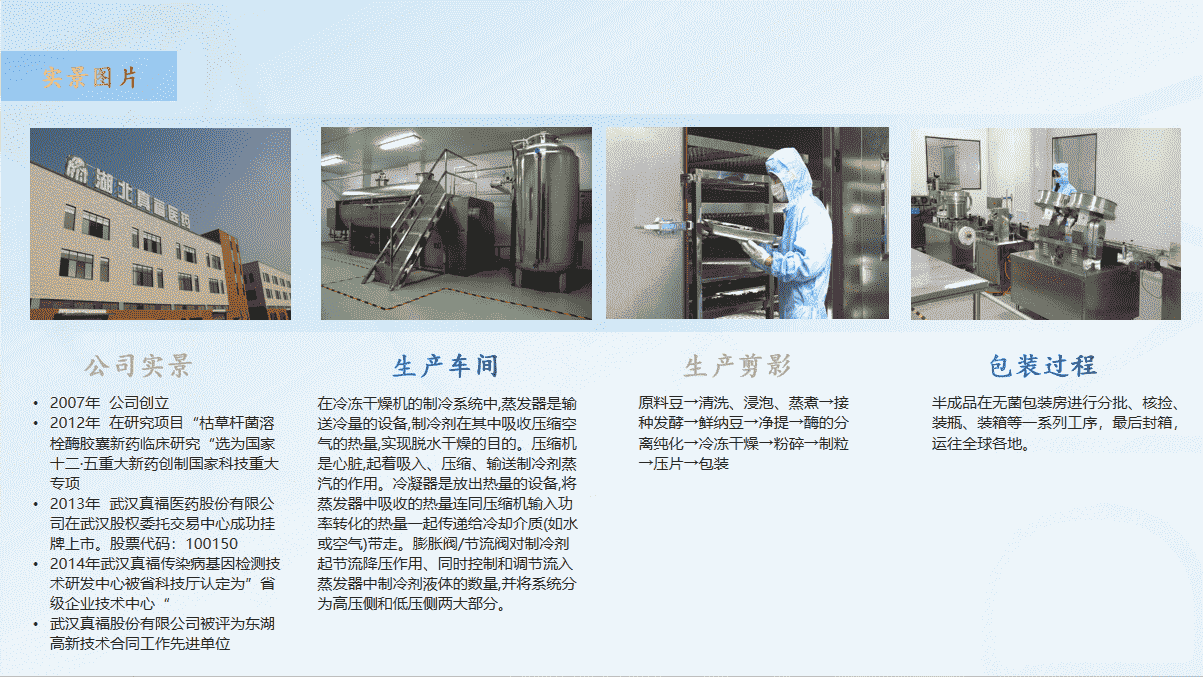 实景图片
湖北真福医药
公司实景
• 2007年 公司创立
• 2012年 在研究项目“枯草杆菌溶
栓酶胶囊新药临床研究“选为国家
十二·五重大新药创制国家科技重大
专项
• 2013年 武汉真福医药股份有限公
司在武汉股权委托交易中心成功挂
牌上市。股票代码：100150
• 2014年武汉真福传染病基因检测技
术研发中心被省科技厅认定为”省
级企业技术中心“
• 武汉真福股份有限公司被评为东湖
高新技术合同工作先进单位
生产车间
在冷冻干燥机的制冷系统中,蒸发器是输
送冷量的设备,制冷剂在其中吸收压缩空
气的热量,实现脱水干燥的目的。压缩机
是心脏,起着吸入、压缩、输送制冷剂蒸
汽的作用。冷凝器是放出热量的设备,将
蒸发器中吸收的热量连同压缩机输入功
率转化的热量一起传递给冷却介质(如水
或空气)带走。膨胀阀/节流阀对制冷剂
起节流降压作用、同时控制和调节流入
蒸发器中制冷剂液体的数量,并将系统分
为高压侧和低压侧两大部分。
生产剪影
原料豆→清洗、浸泡、蒸煮→接
种发酵→鲜纳豆→净提→酶的分
离纯化→冷冻干燥→粉碎→制粒
→压片→包装
包装过程
半成品在无菌包装房进行分批、核捡、
装瓶、装箱等一系列工序，最后封箱，
运往全球各地。